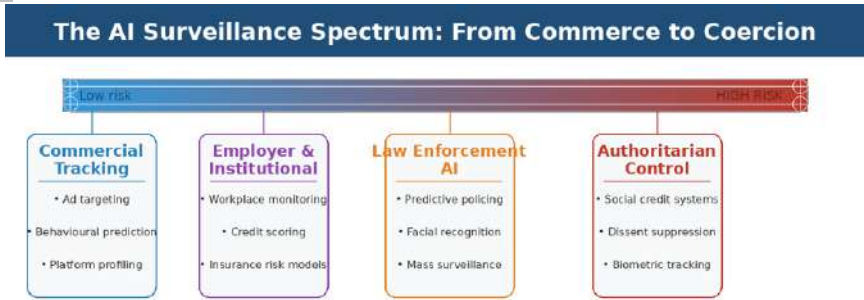 The AI Surveillance Spectrum: From Commerce to Coercion
Low risk
HIGH RISK
Commercial
Tracking
• Ad targeting
• Behavioural prediction
• Platform profiling
Employer &
Institutional
• Workplace monitoring
• Credit scoring
• Insurance risk models
Law Enforcement
AI
• Predictive policing
• Facial recognition
• Mass surveillance
Authoritarian
Control
• Social credit systems
• Dissent suppression
• Biometric tracking